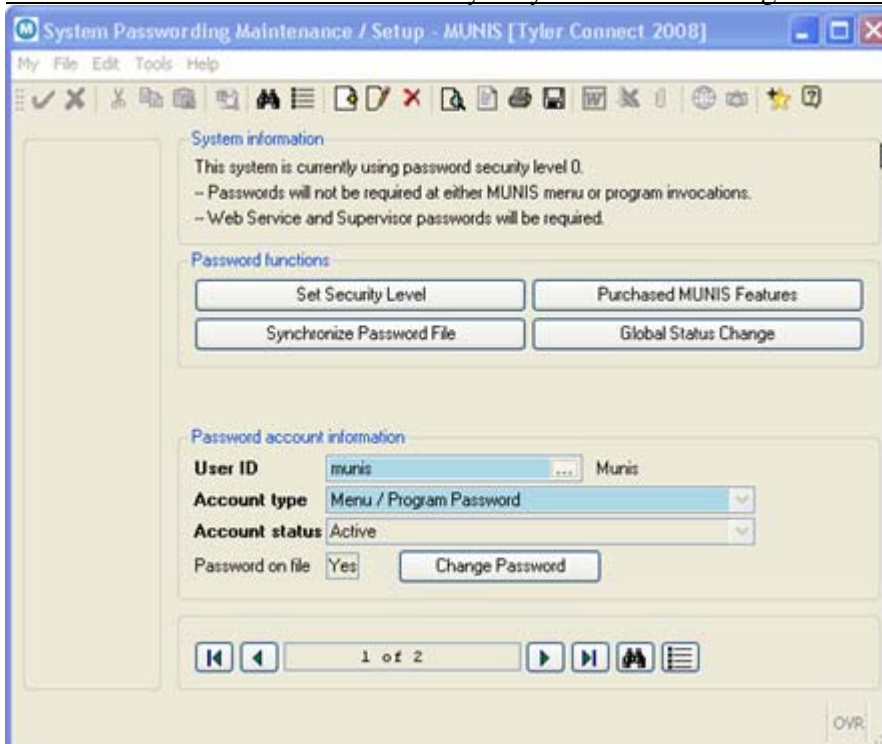 System Passwording Maintenance / Setup - MUNIS [Tyler Connect 2008]
My File Edit Tools Help
System information
This system is currently using password security level 0.
-- Passwords will not be required at either MUNIS menu or program invocations.
-- Web Service and Supervisor passwords will be required.
Password functions
Set Security Level
Purchased MUNIS Features
Synchronize Password File
Global Status Change
Password account information
User ID munis ... Munis
Account type Menu / Program Password
Account status Active
Password on file Yes Change Password
1 of 2
OVR